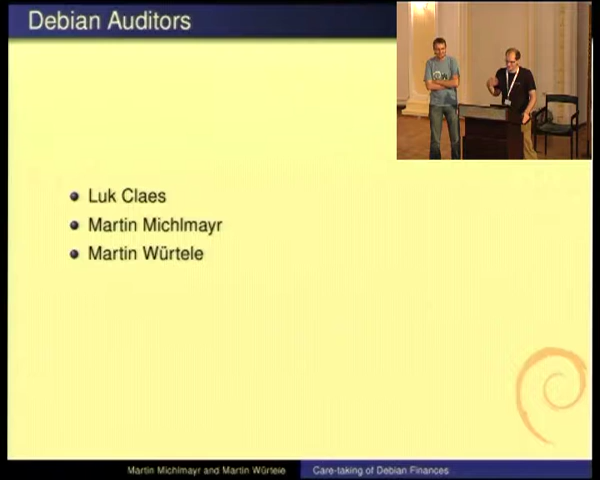 Debian Auditors
Luk Claes
Martin Michlmayr
Martin Würtele
Martin Michlmayr and Martin Würtele
Care-taking of Debian Finances